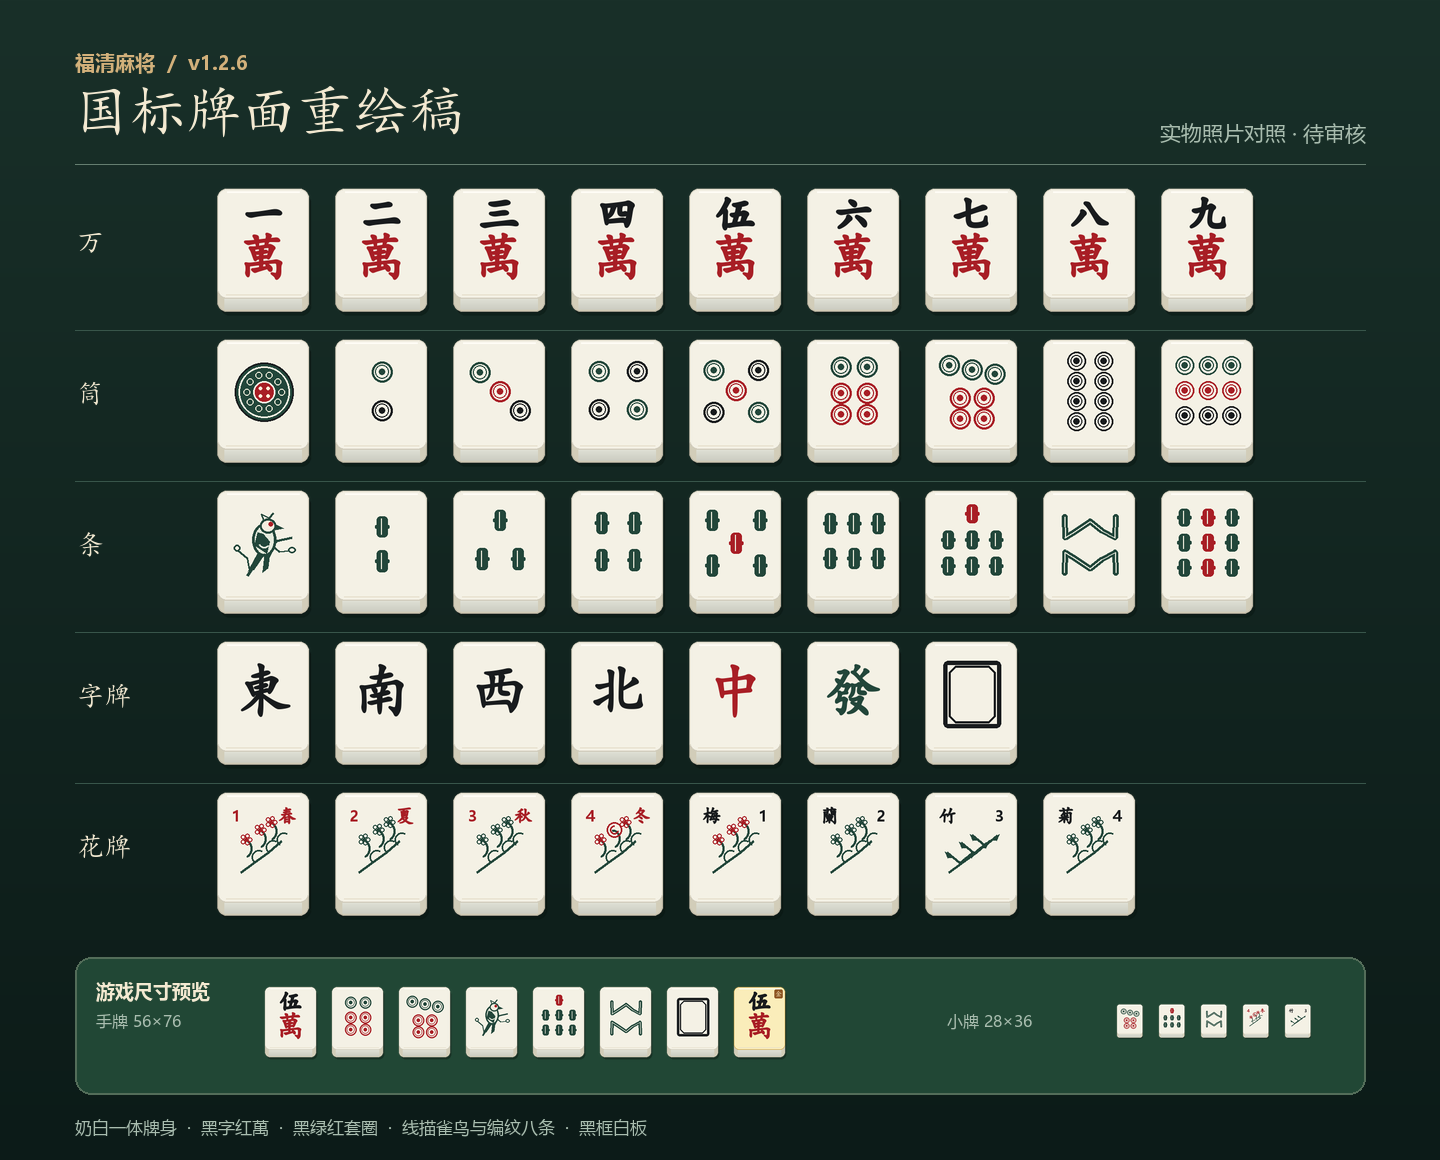 福清麻将 / v1.2.6
国标牌面重绘稿
实物照片对照 · 待审核
万
一萬 二萬 三萬 四萬 伍萬 六萬 七萬 八萬 九萬
筒
条
字牌
東 南 西 北 中 發
花牌
1 春 2 夏 3 秋 4 冬 梅 1 蘭 2 竹 3 菊 4
游戏尺寸预览
手牌 56×76
伍萬 伍萬
小牌 28×36
奶白一体牌身 · 黑字红萬 · 黑绿红套圈 · 线描雀鸟与编纹八条 · 黑框白板